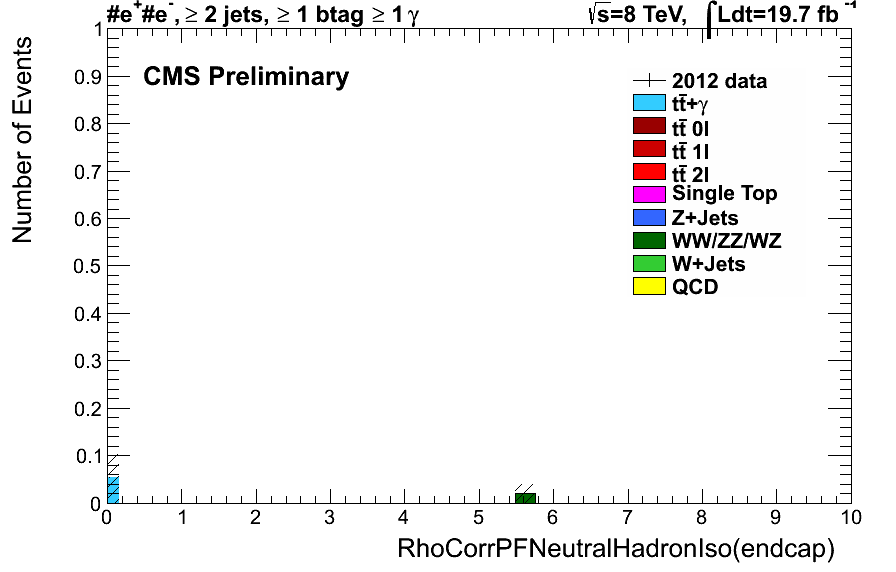 #e⁺#e⁻, ≥ 2 jets, ≥ 1 btag ≥ 1 γ
√s=8 TeV, ∫Ldt=19.7 fb⁻¹
CMS Preliminary
2012 data
tt̄+γ
tt̄ 0l
tt̄ 1l
tt̄ 2l
Single Top
Z+Jets
WW/ZZ/WZ
W+Jets
QCD
Number of Events
1
0.9
0.8
0.7
0.6
0.5
0.4
0.3
0.2
0.1
0
0 1 2 3 4 5 6 7 8 9 10
RhoCorrPFNeutralHadronIso(endcap)